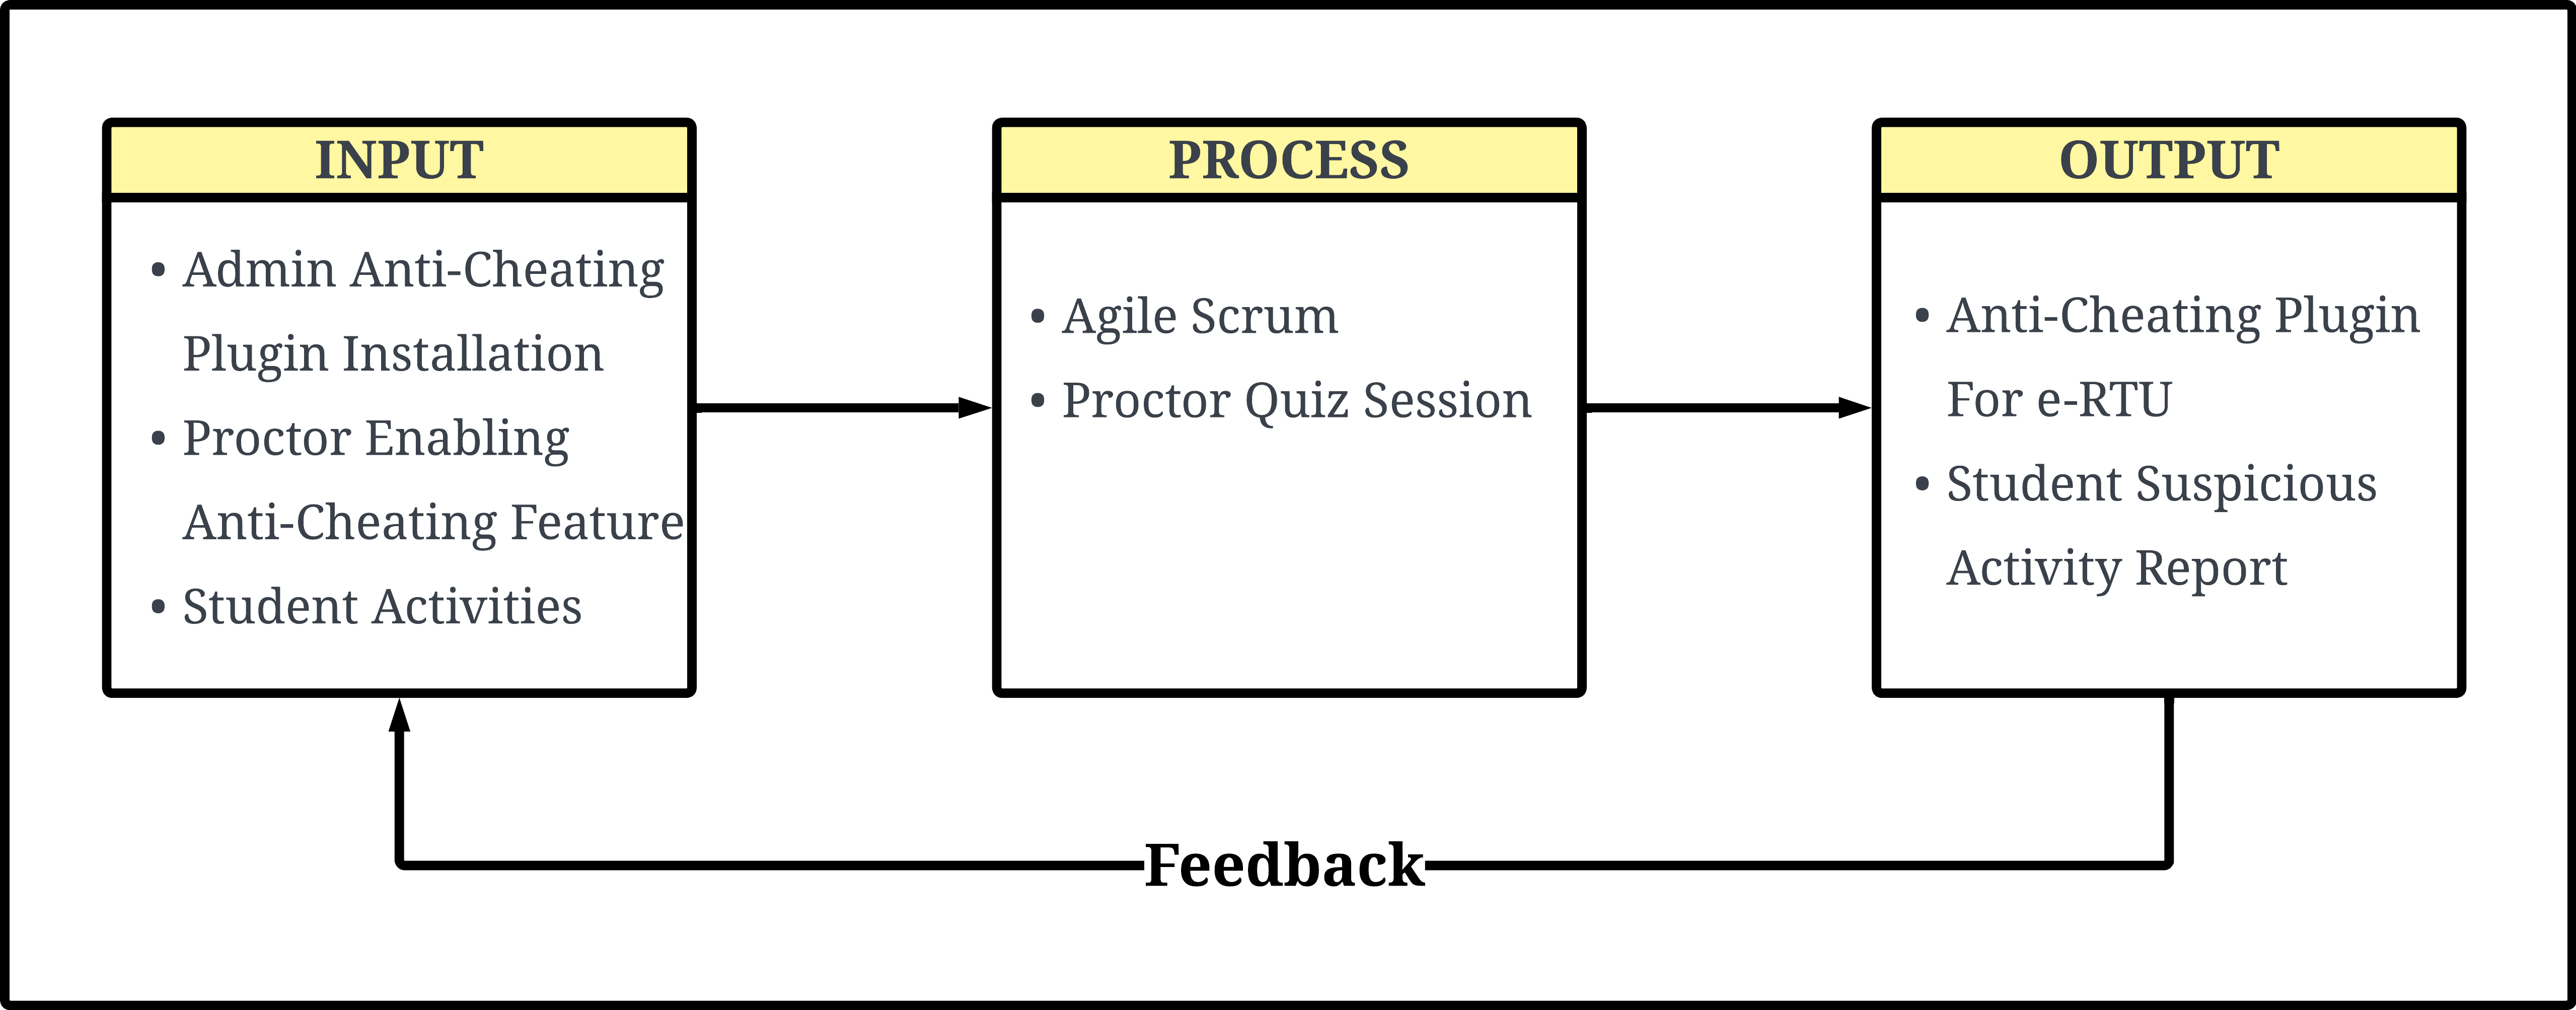 INPUT
• Admin Anti-Cheating
Plugin Installation
• Proctor Enabling
Anti-Cheating Feature
• Student Activities
PROCESS
• Agile Scrum
• Proctor Quiz Session
OUTPUT
• Anti-Cheating Plugin
For e-RTU
• Student Suspicious
Activity Report
Feedback